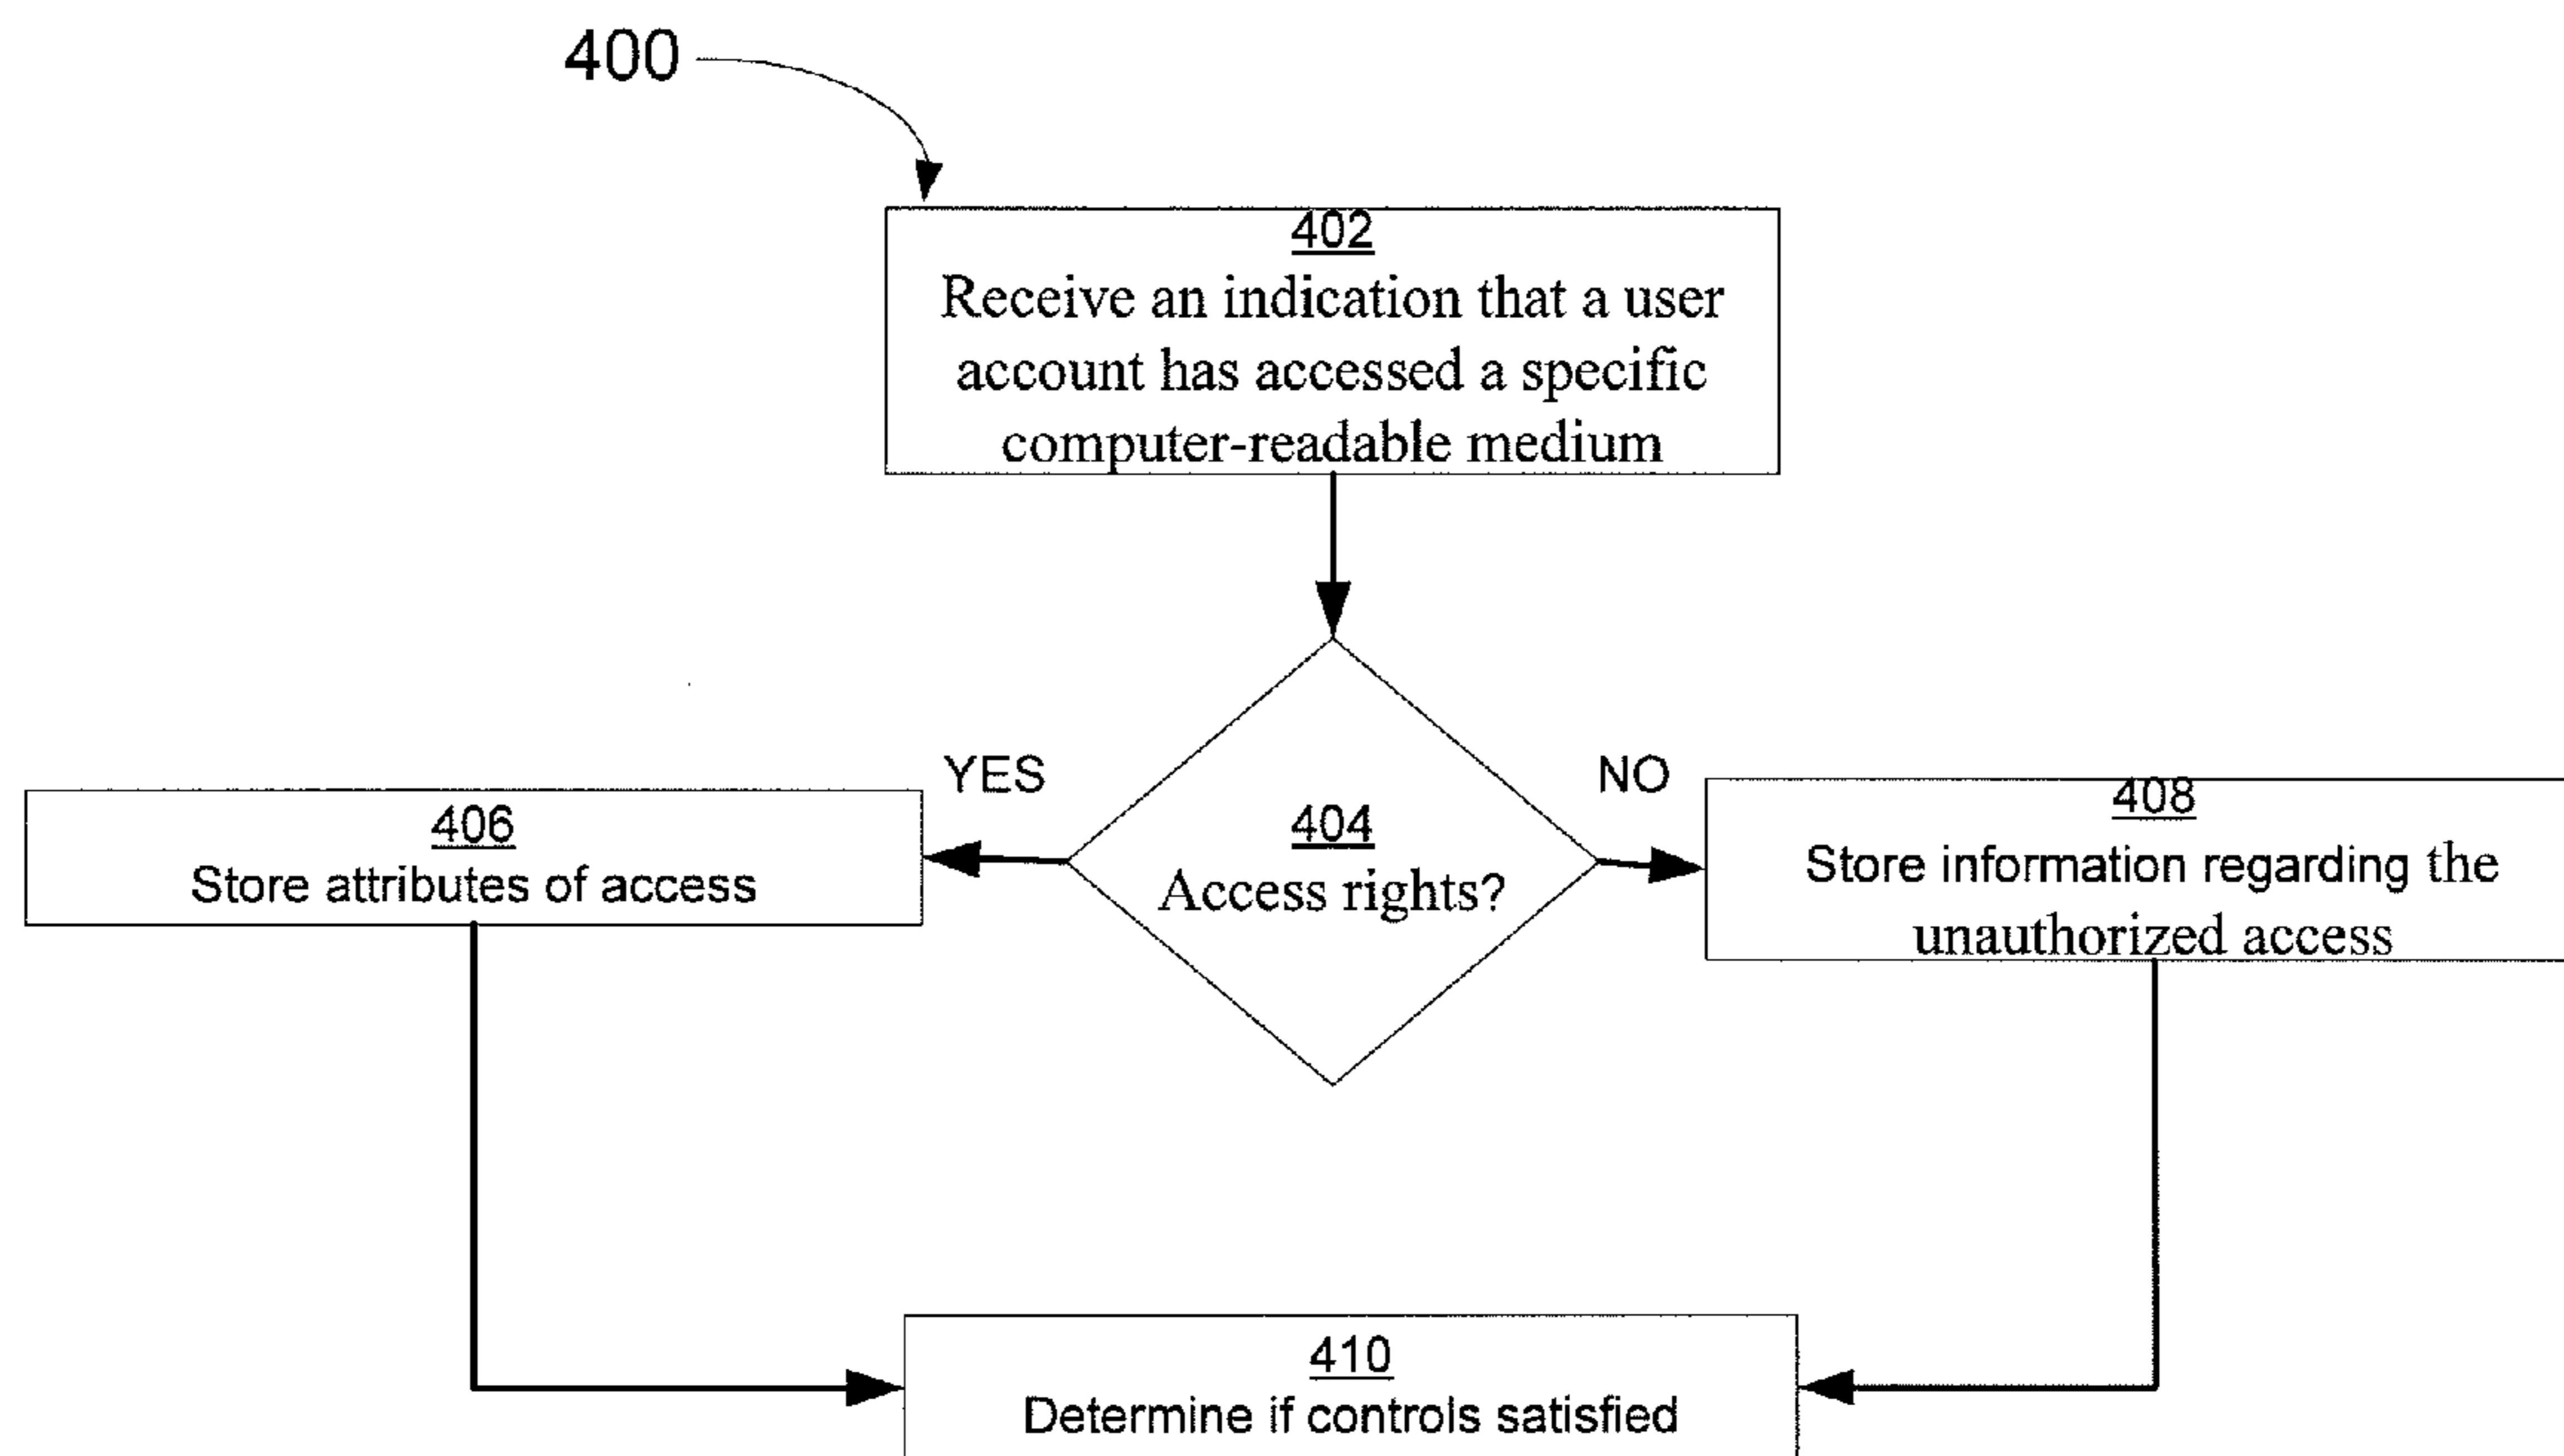 400
402
Receive an indication that a user
account has accessed a specific
computer-readable medium
YES
NO
406
Store attributes of access
404
Access rights?
408
Store information regarding the
unauthorized access
410
Determine if controls satisfied